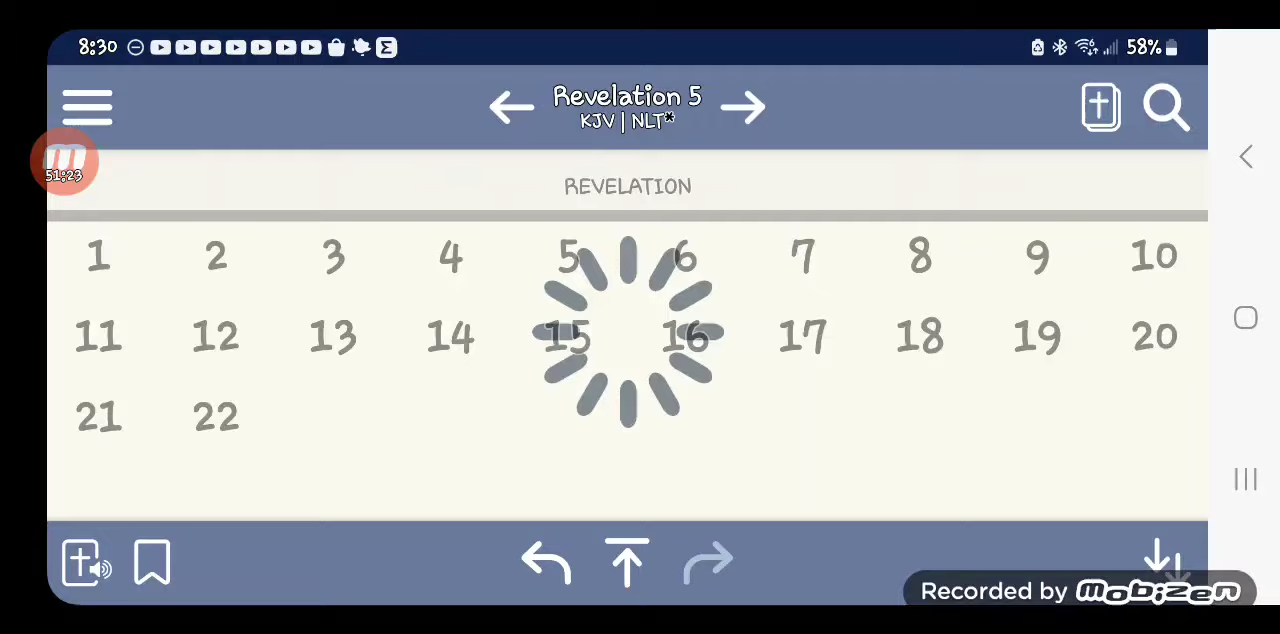 8:30 58%
Revelation 5
KJV | NLT*
51:23
REVELATION
1 2 3 4 5 6 7 8 9 10
11 12 13 14 15 16 17 18 19 20
21 22
Recorded by MOBIZEN